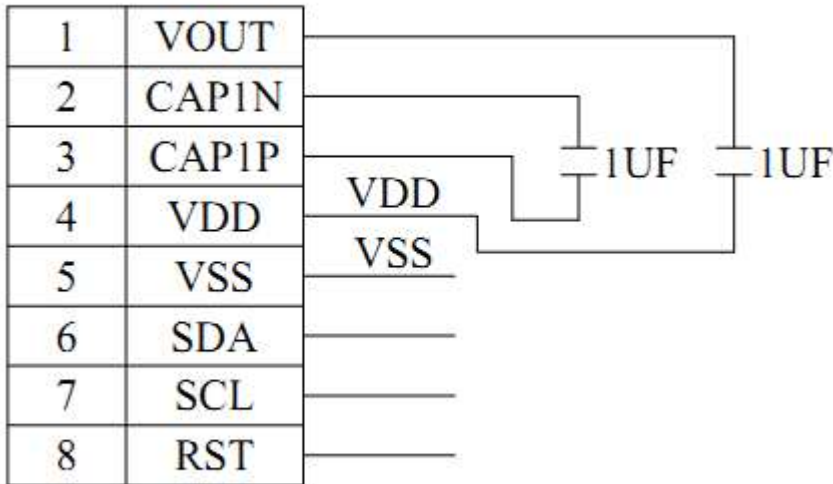 1 VOUT
2 CAP1N
3 CAP1P 1UF 1UF
4 VDD VDD
5 VSS VSS
6 SDA
7 SCL
8 RST